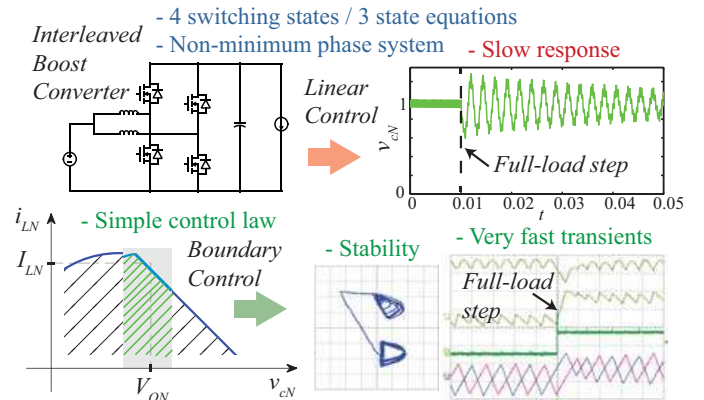 - 4 switching states / 3 state equations
- Non-minimum phase system
Interleaved
Boost
Converter
Linear
Control
- Slow response
v_cN
1
0
Full-load step
0 0.01 0.02 0.03 0.04 0.05
t
i_LN
I_LN
- Simple control law
Boundary
Control
V_ON
v_cN
- Stability
- Very fast transients
Full-load
step